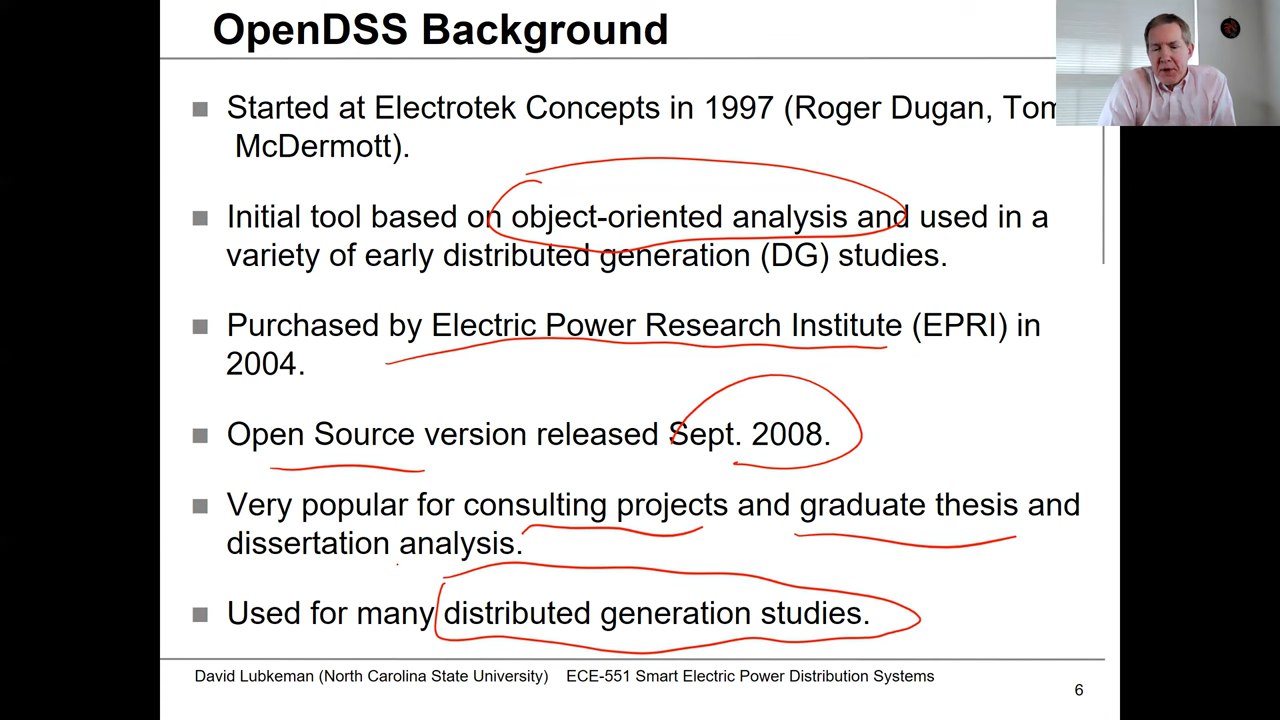 OpenDSS Background
Started at Electrotek Concepts in 1997 (Roger Dugan, Tom
McDermott).
Initial tool based on object-oriented analysis and used in a
variety of early distributed generation (DG) studies.
Purchased by Electric Power Research Institute (EPRI) in
2004.
Open Source version released Sept. 2008.
Very popular for consulting projects and graduate thesis and
dissertation analysis.
Used for many distributed generation studies.
David Lubkeman (North Carolina State University) ECE-551 Smart Electric Power Distribution Systems
6